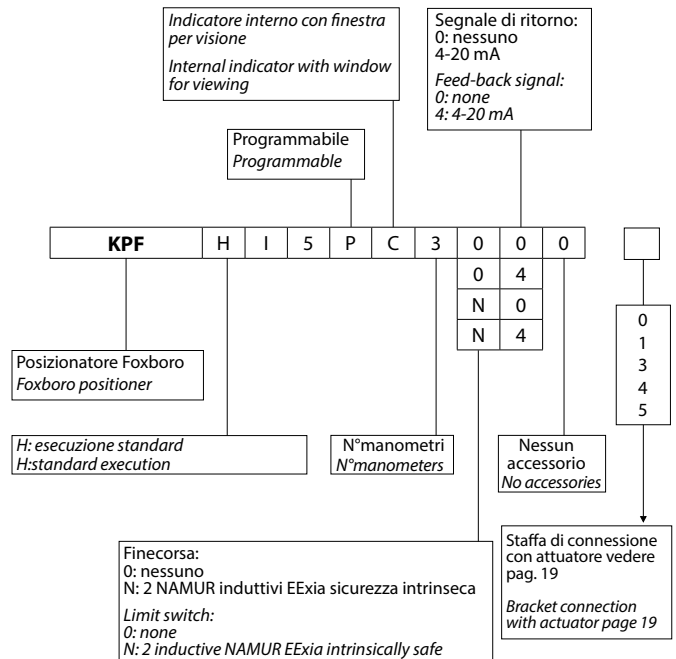 Indicatore interno con finestra
per visione
Internal indicator with window
for viewing
Segnale di ritorno:
0: nessuno
4-20 mA
Feed-back signal:
0: none
4: 4-20 mA
Programmabile
Programmable
KPF H I 5 P C 3 0 0 0
0 4
N 0
N 4
0
1
3
4
5
Posizionatore Foxboro
Foxboro positioner
H: esecuzione standard
H:standard execution
N°manometri
N°manometers
Nessun
accessorio
No accessories
Finecorsa:
0: nessuno
N: 2 NAMUR induttivi EExia sicurezza intrinseca
Limit switch:
0: none
N: 2 inductive NAMUR EExia intrinsically safe
Staffa di connessione
con attuatore vedere
pag. 19
Bracket connection
with actuator page 19